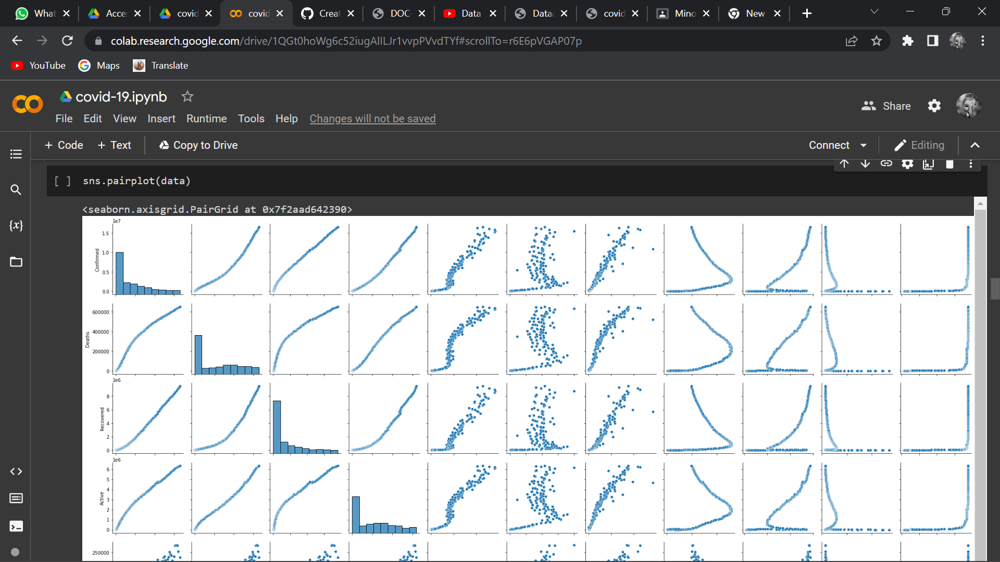 What
Acce
covid
covid
Creat
DOC
Data
Data
covid
Mino
New
colab.research.google.com/drive/1QGt0hoWg6c52iugAlILJr1vvpPVvdTYf#scrollTo=r6E6pVGAP07p
YouTube Maps Translate
CO covid-19.ipynb
File Edit View Insert Runtime Tools Help Changes will not be saved
Share
+ Code + Text Copy to Drive
Connect Editing
[ ] sns.pairplot(data)
<seaborn.axisgrid.PairGrid at 0x7f2aad642390>
1e7
1.5
1.0
0.5
0.0
Confirmed
600000
400000
200000
0
Deaths
1e6
8
6
4
2
0
Recovered
1e6
6
5
4
3
2
1
0
Active
250000